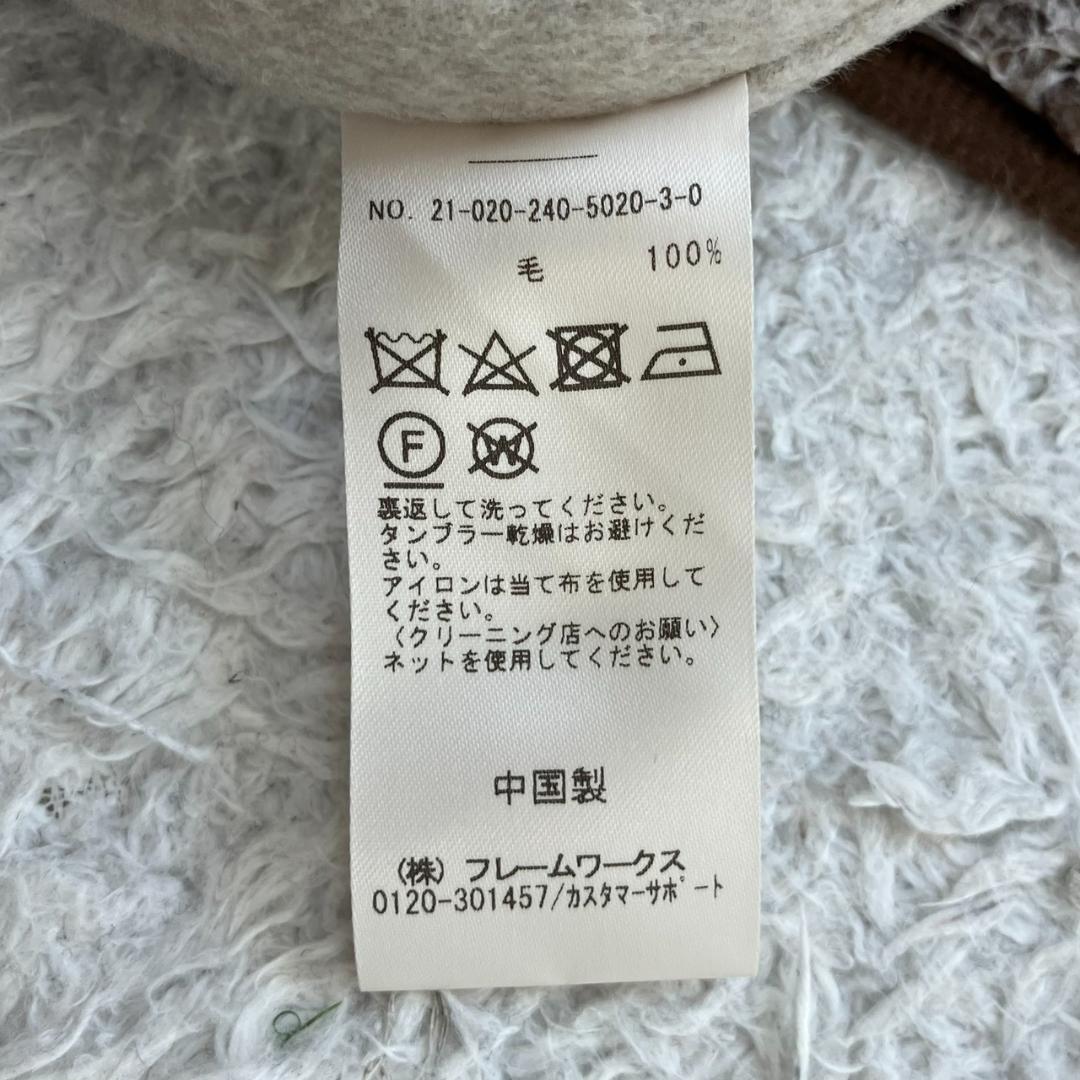 NO. 21-020-240-5020-3-0
毛 100%
F W
裏返して洗ってください。
タンブラー乾燥はお避けくだ
さい。
アイロンは当て布を使用して
ください。
〈クリーニング店へのお願い〉
ネットを使用してください。
中国製
(株) フレームワークス
0120-301457/カスタマーサポート